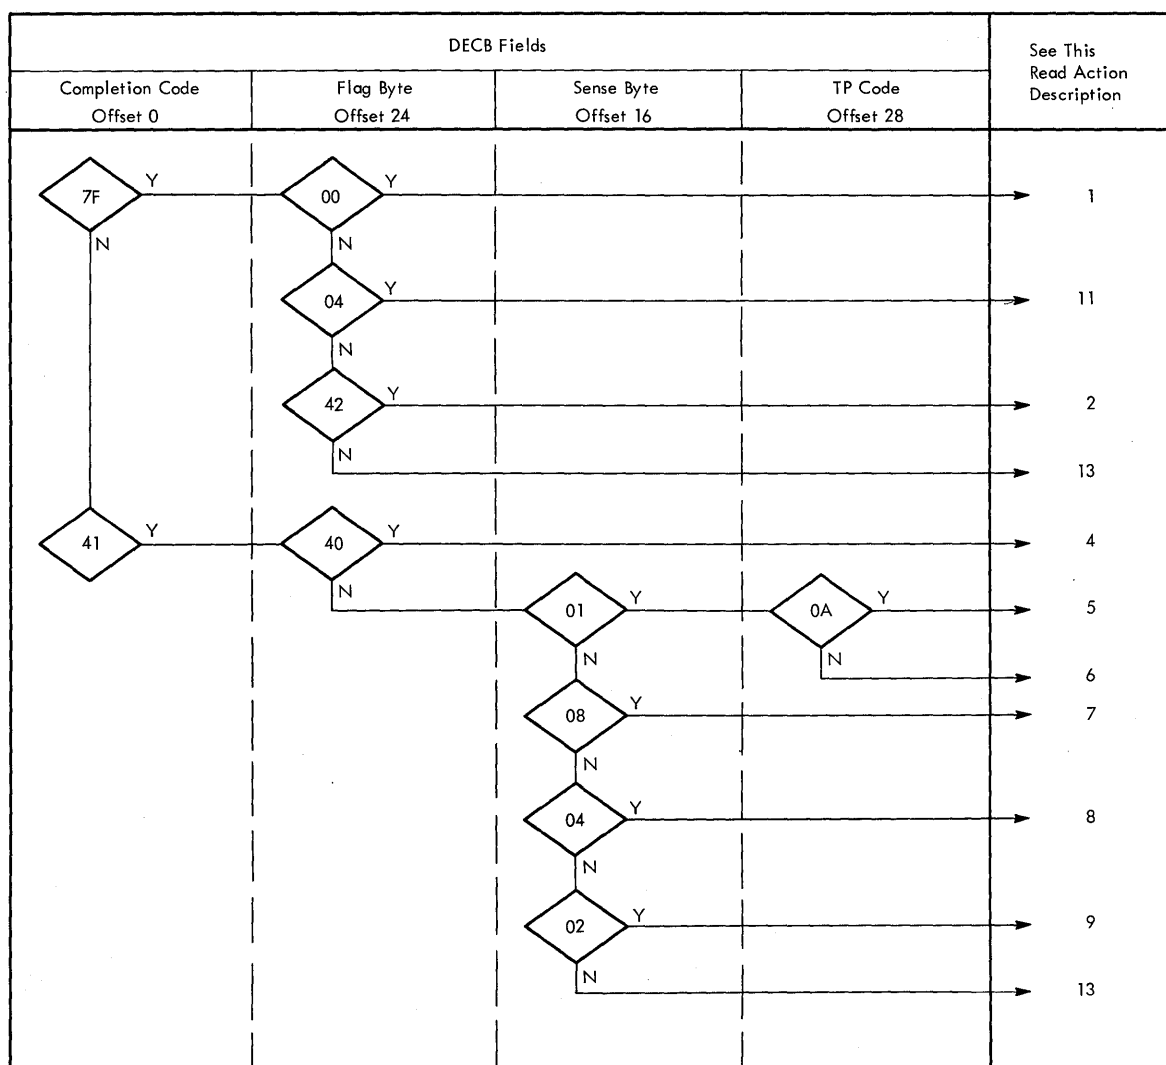 DECB Fields
See This
Read Action
Description
Completion Code
Offset 0
Flag Byte
Offset 24
Sense Byte
Offset 16
TP Code
Offset 28
7F Y 00 Y 1
N N
04 Y 11
N
42 Y 2
N 13
41 Y 40 Y 4
N 01 Y 0A Y 5
N N 6
08 Y 7
N
04 Y 8
N
02 Y 9
N 13